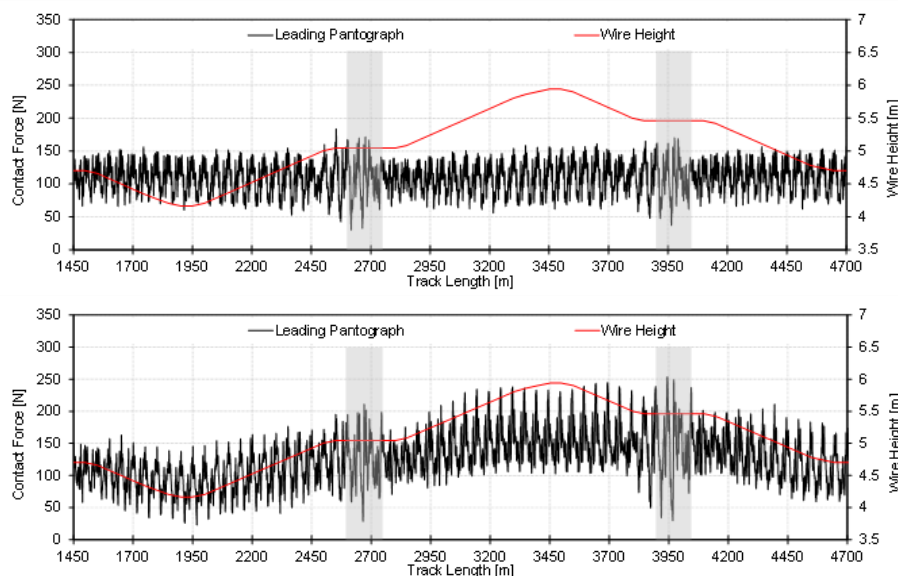 350 7
Leading Pantograph Wire Height
300 6.5
250 6
200 5.5
150 5
100 4.5
50 4
0 3.5
Contact Force [N]
Wire Height [m]
1450 1700 1950 2200 2450 2700 2950 3200 3450 3700 3950 4200 4450 4700
Track Length [m]
350 7
Leading Pantograph Wire Height
300 6.5
250 6
200 5.5
150 5
100 4.5
50 4
0 3.5
Contact Force [N]
Wire Height [m]
1450 1700 1950 2200 2450 2700 2950 3200 3450 3700 3950 4200 4450 4700
Track Length [m]